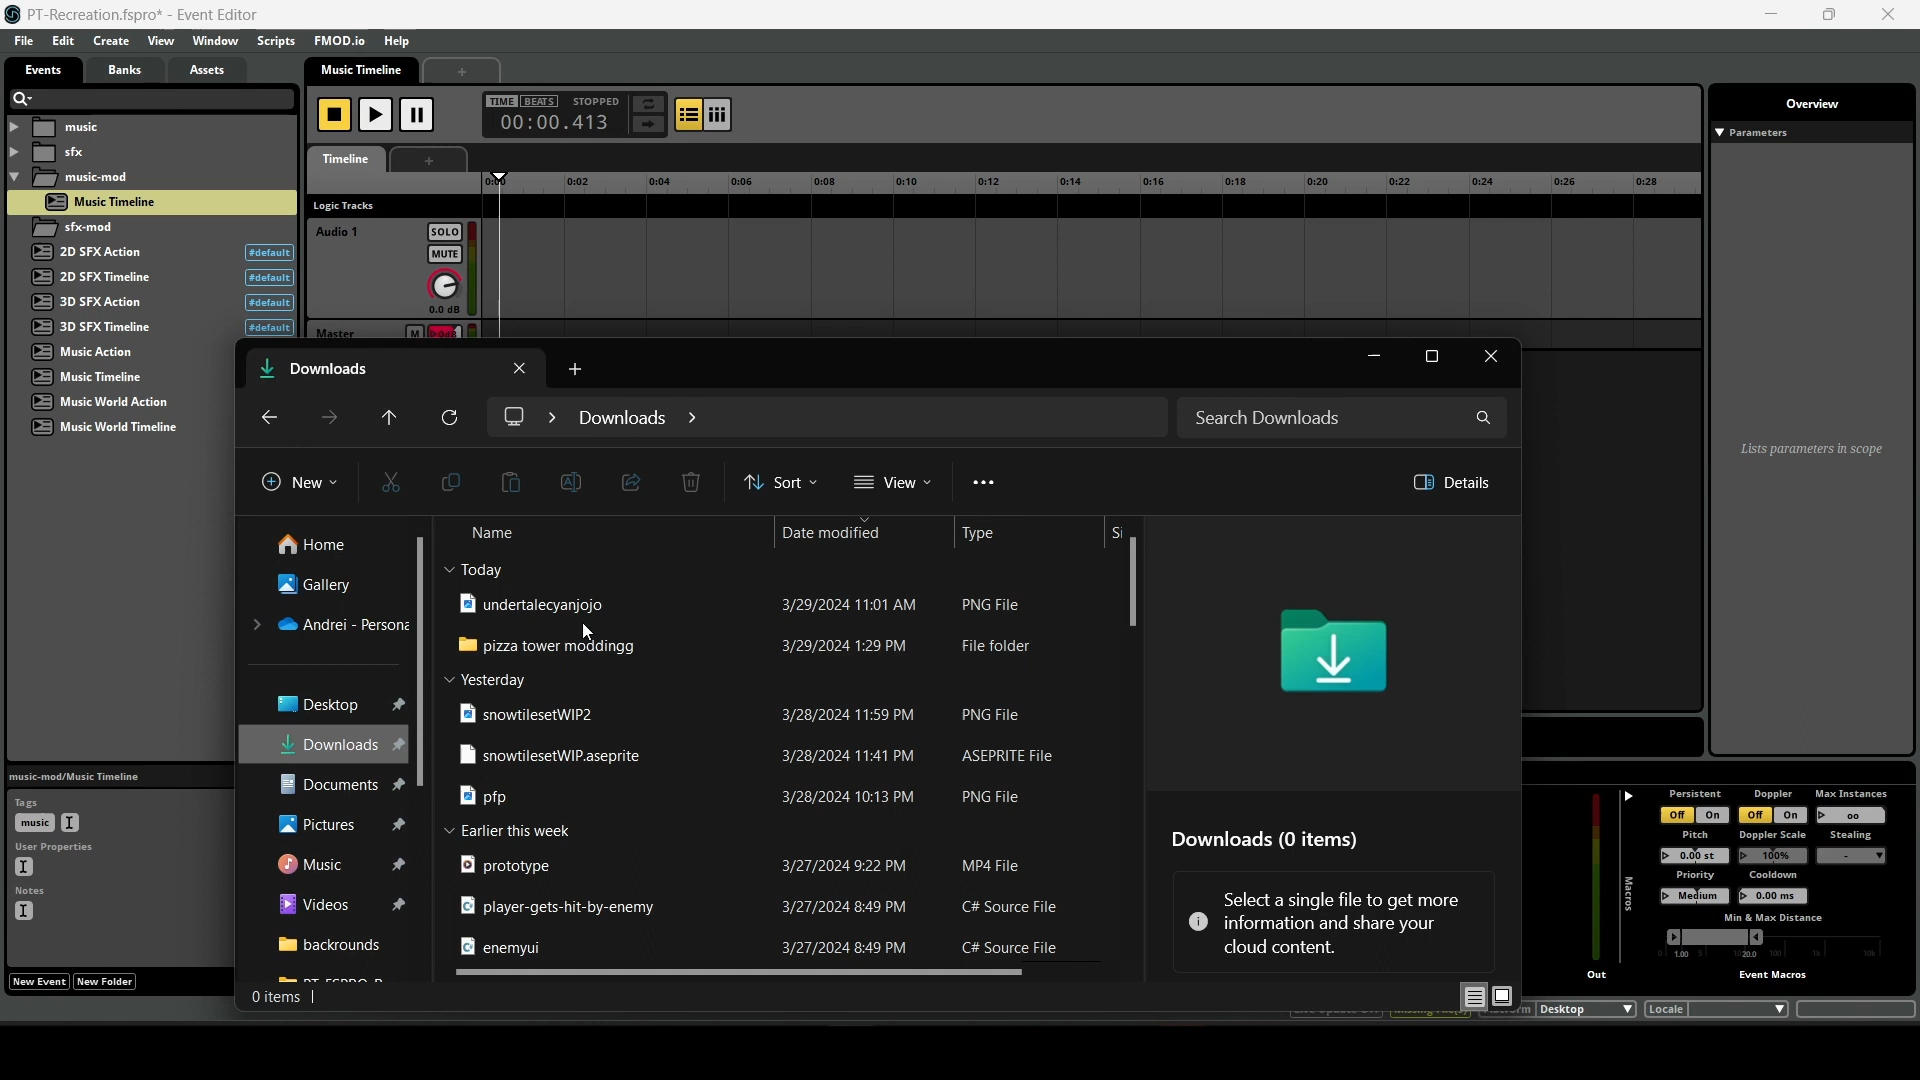 PT-Recreation.fspro* - Event Editor
File Edit Create View Window Scripts FMOD.io Help
Events Banks Assets Music Timeline +
TIME BEATS STOPPED
00:00.413
Overview
Parameters
Lists parameters in scope
music
sfx
music-mod
Music Timeline
sfx-mod
2D SFX Action #default
2D SFX Timeline #default
3D SFX Action #default
3D SFX Timeline #default
Music Action
Music Timeline
Music World Action
Music World Timeline
Timeline +
0:00 0:02 0:04 0:06 0:08 0:10 0:12 0:14 0:16 0:18 0:20 0:22 0:24 0:26 0:28
Logic Tracks
Audio 1 SOLO
MUTE
0.0 dB
Master M
Downloads
Downloads
Search Downloads
New Sort View Details
Home
Gallery
Andrei - Persona
Desktop
Downloads
Documents
Pictures
Music
Videos
backrounds
Name Date modified Type Si
Today
undertalecyanjojo 3/29/2024 11:01 AM PNG File
pizza tower moddingg 3/29/2024 1:29 PM File folder
Yesterday
snowtilesetWIP2 3/28/2024 11:59 PM PNG File
snowtilesetWIP.aseprite 3/28/2024 11:41 PM ASEPRITE File
pfp 3/28/2024 10:13 PM PNG File
Earlier this week
prototype 3/27/2024 9:22 PM MP4 File
player-gets-hit-by-enemy 3/27/2024 8:49 PM C# Source File
enemyui 3/27/2024 8:49 PM C# Source File
Downloads (0 items)
Select a single file to get more
information and share your
cloud content.
0 items
music-mod/Music Timeline
Tags
music
User Properties
Notes
New Event New Folder
Persistent Doppler Max Instances
Off On Off On oo
Pitch Doppler Scale Stealing
0.00 st 100% -
Priority Cooldown
Medium 0.00 ms
Min & Max Distance
1.00 20.0
Macros
Out
Event Macros
Desktop Locale